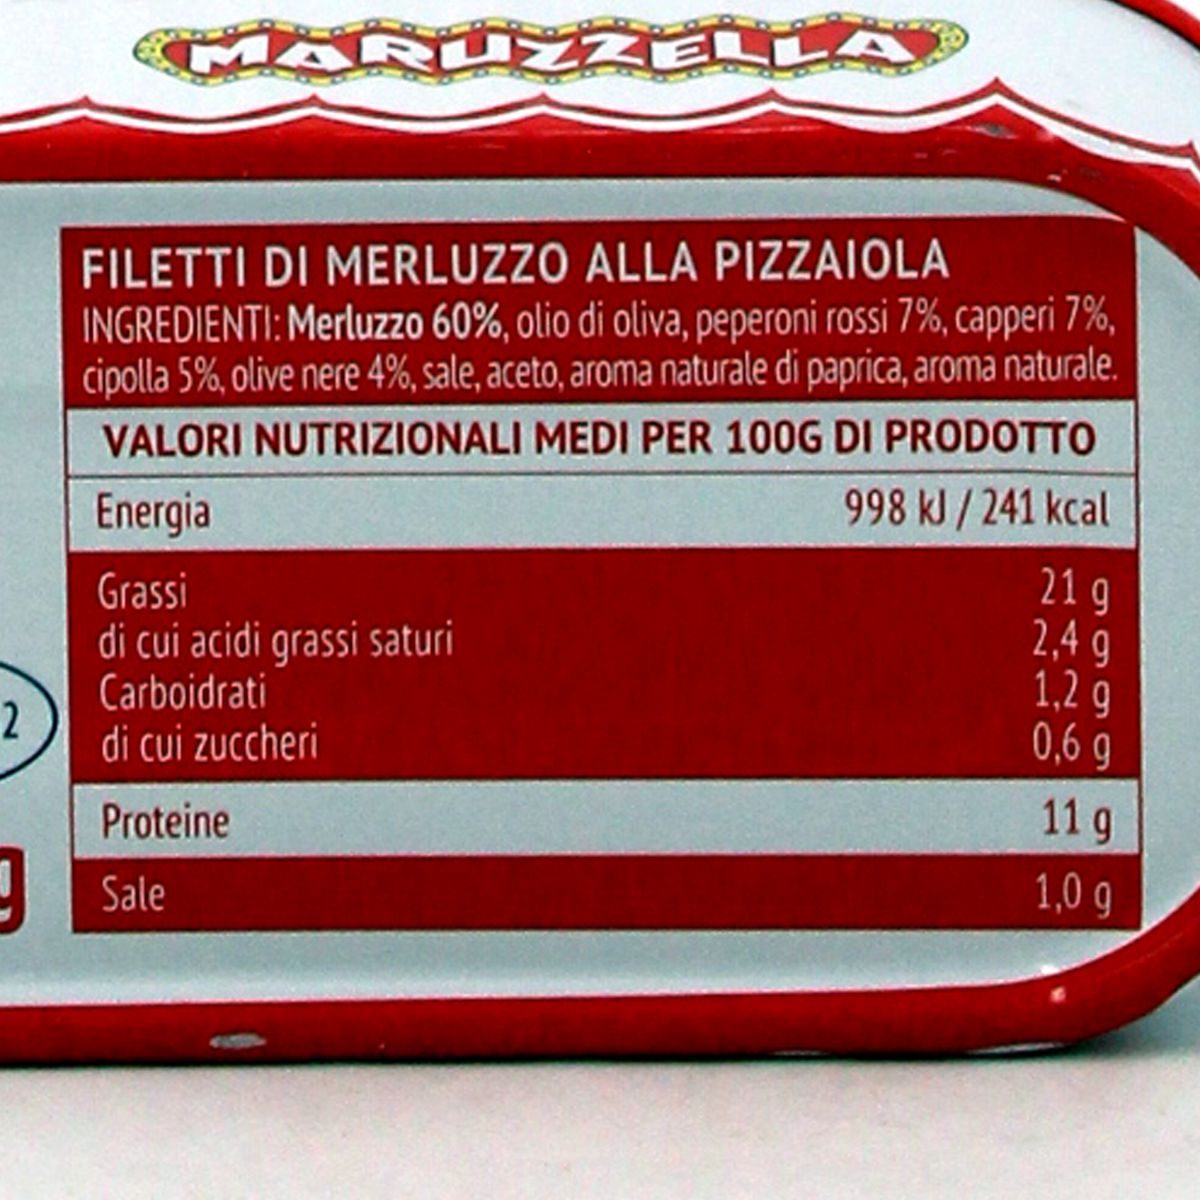 MARUZZELLA
FILETTI DI MERLUZZO ALLA PIZZAIOLA
INGREDIENTI: Merluzzo 60%, olio di oliva, peperoni rossi 7%, capperi 7%,
cipolla 5%, olive nere 4%, sale, aceto, aroma naturale di paprica, aroma naturale.
VALORI NUTRIZIONALI MEDI PER 100G DI PRODOTTO
Energia 998 kJ / 241 kcal
Grassi 21 g
di cui acidi grassi saturi 2,4 g
Carboidrati 1,2 g
di cui zuccheri 0,6 g
2
Proteine 11 g
g
Sale 1,0 g